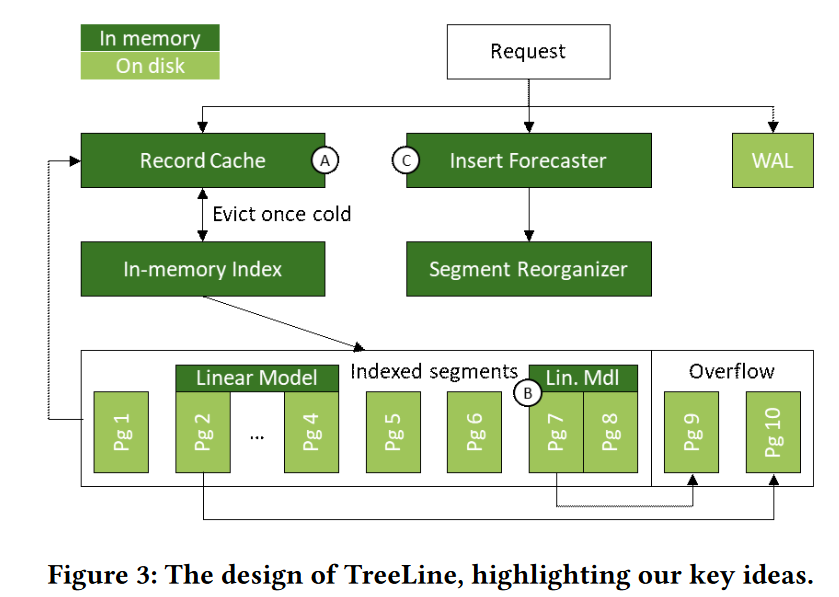 In memory
On disk
Request
Record Cache
A
C
Insert Forecaster
WAL
Evict once cold
In-memory Index
Segment Reorganizer
Linear Model
Indexed segments
Lin. Mdl
Overflow
B
Pg 1
Pg 2
...
Pg 4
Pg 5
Pg 6
Pg 7
Pg 8
Pg 9
Pg 10
Figure 3: The design of TreeLine, highlighting our key ideas.